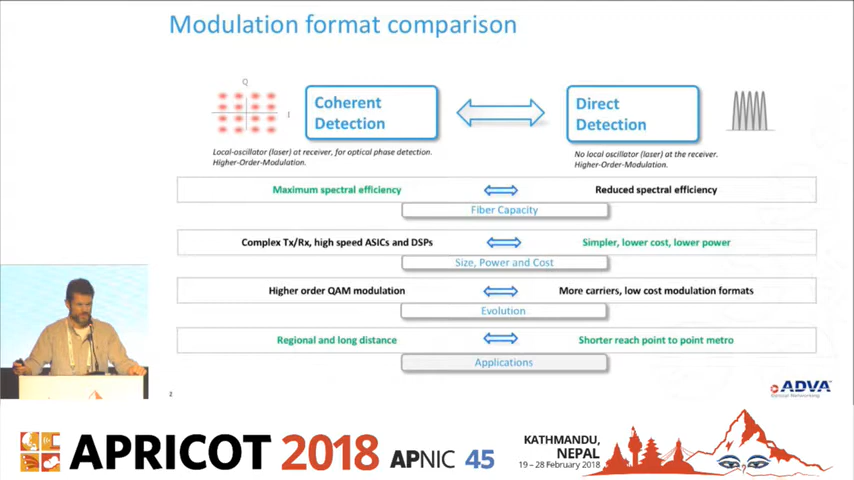 Modulation format comparison
Q
I
Coherent
Detection
Direct
Detection
Local-oscillator (laser) at receiver, for optical phase detection.
Higher-Order-Modulation.
No local oscillator (laser) at the receiver.
Higher-Order-Modulation.
Maximum spectral efficiency
Reduced spectral efficiency
Fiber Capacity
Complex Tx/Rx, high speed ASICs and DSPs
Simpler, lower cost, lower power
Size, Power and Cost
Higher order QAM modulation
More carriers, low cost modulation formats
Evolution
Regional and long distance
Shorter reach point to point metro
Applications
2
ADVA
Optical Networking
APRICOT 2018 APNIC 45
KATHMANDU,
NEPAL
19 – 28 February 2018